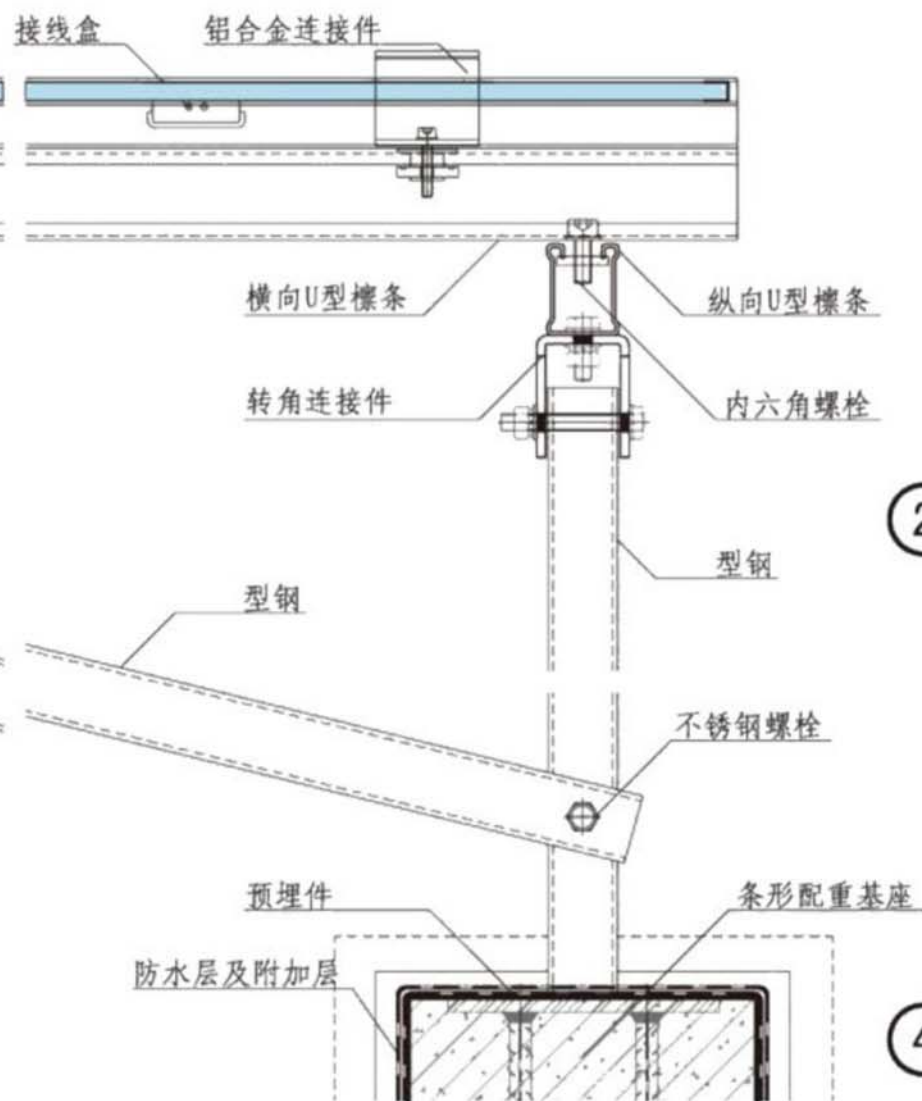 接线盒
铝合金连接件
横向U型檩条
纵向U型檩条
转角连接件
内六角螺栓
2
型钢
型钢
不锈钢螺栓
预埋件
条形配重基座
防水层及附加层
4